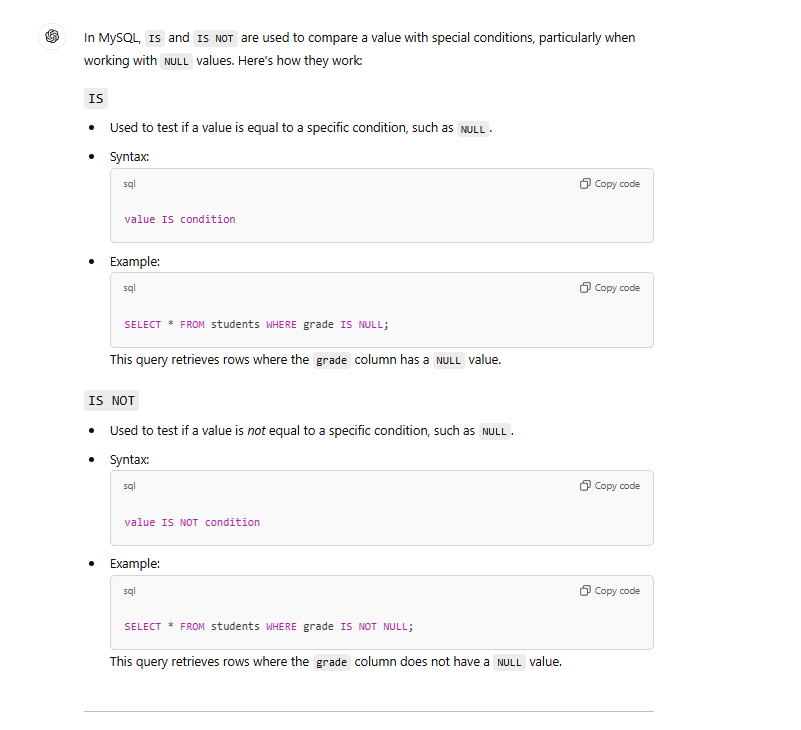 In MySQL, IS and IS NOT are used to compare a value with special conditions, particularly when
working with NULL values. Here's how they work:
IS
• Used to test if a value is equal to a specific condition, such as NULL.
• Syntax:
sql Copy code
value IS condition
• Example:
sql Copy code
SELECT * FROM students WHERE grade IS NULL;
This query retrieves rows where the grade column has a NULL value.
IS NOT
• Used to test if a value is not equal to a specific condition, such as NULL.
• Syntax:
sql Copy code
value IS NOT condition
• Example:
sql Copy code
SELECT * FROM students WHERE grade IS NOT NULL;
This query retrieves rows where the grade column does not have a NULL value.